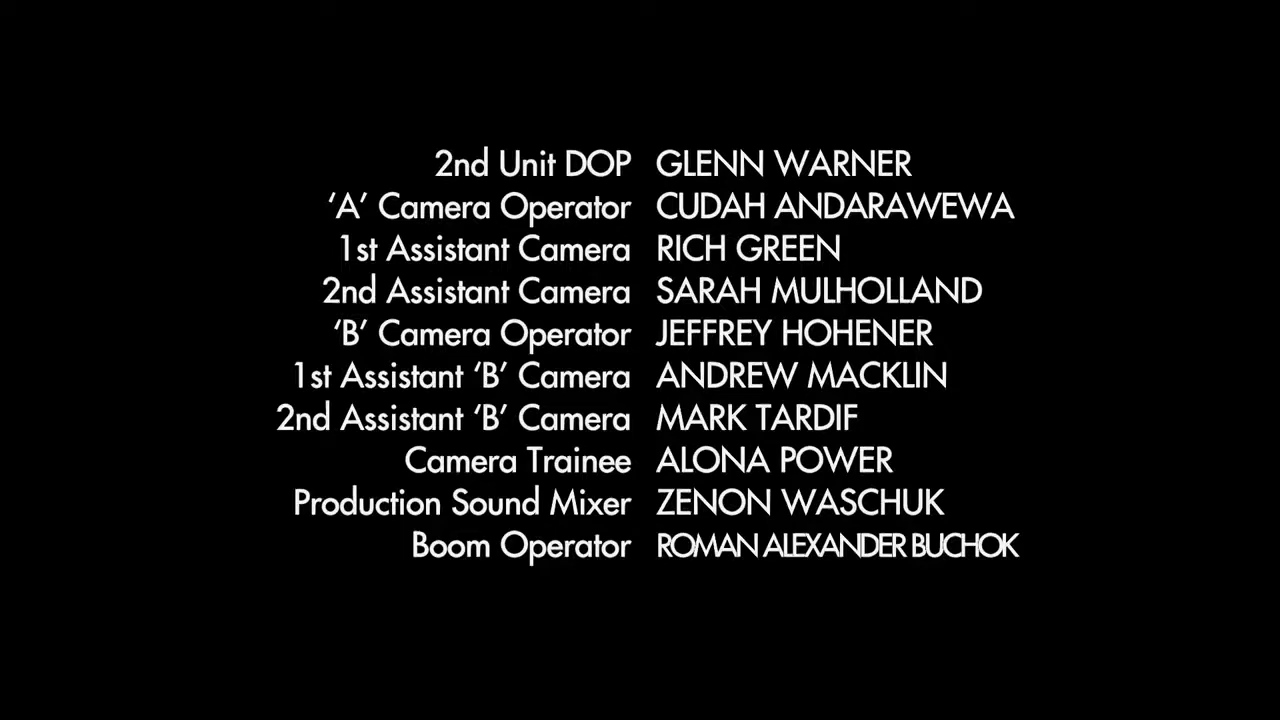 2nd Unit DOP GLENN WARNER
‘A’ Camera Operator CUDAH ANDARAWEWA
1st Assistant Camera RICH GREEN
2nd Assistant Camera SARAH MULHOLLAND
‘B’ Camera Operator JEFFREY HOHENER
1st Assistant ‘B’ Camera ANDREW MACKLIN
2nd Assistant ‘B’ Camera MARK TARDIF
Camera Trainee ALONA POWER
Production Sound Mixer ZENON WASCHUK
Boom Operator ROMAN ALEXANDER BUCHOK